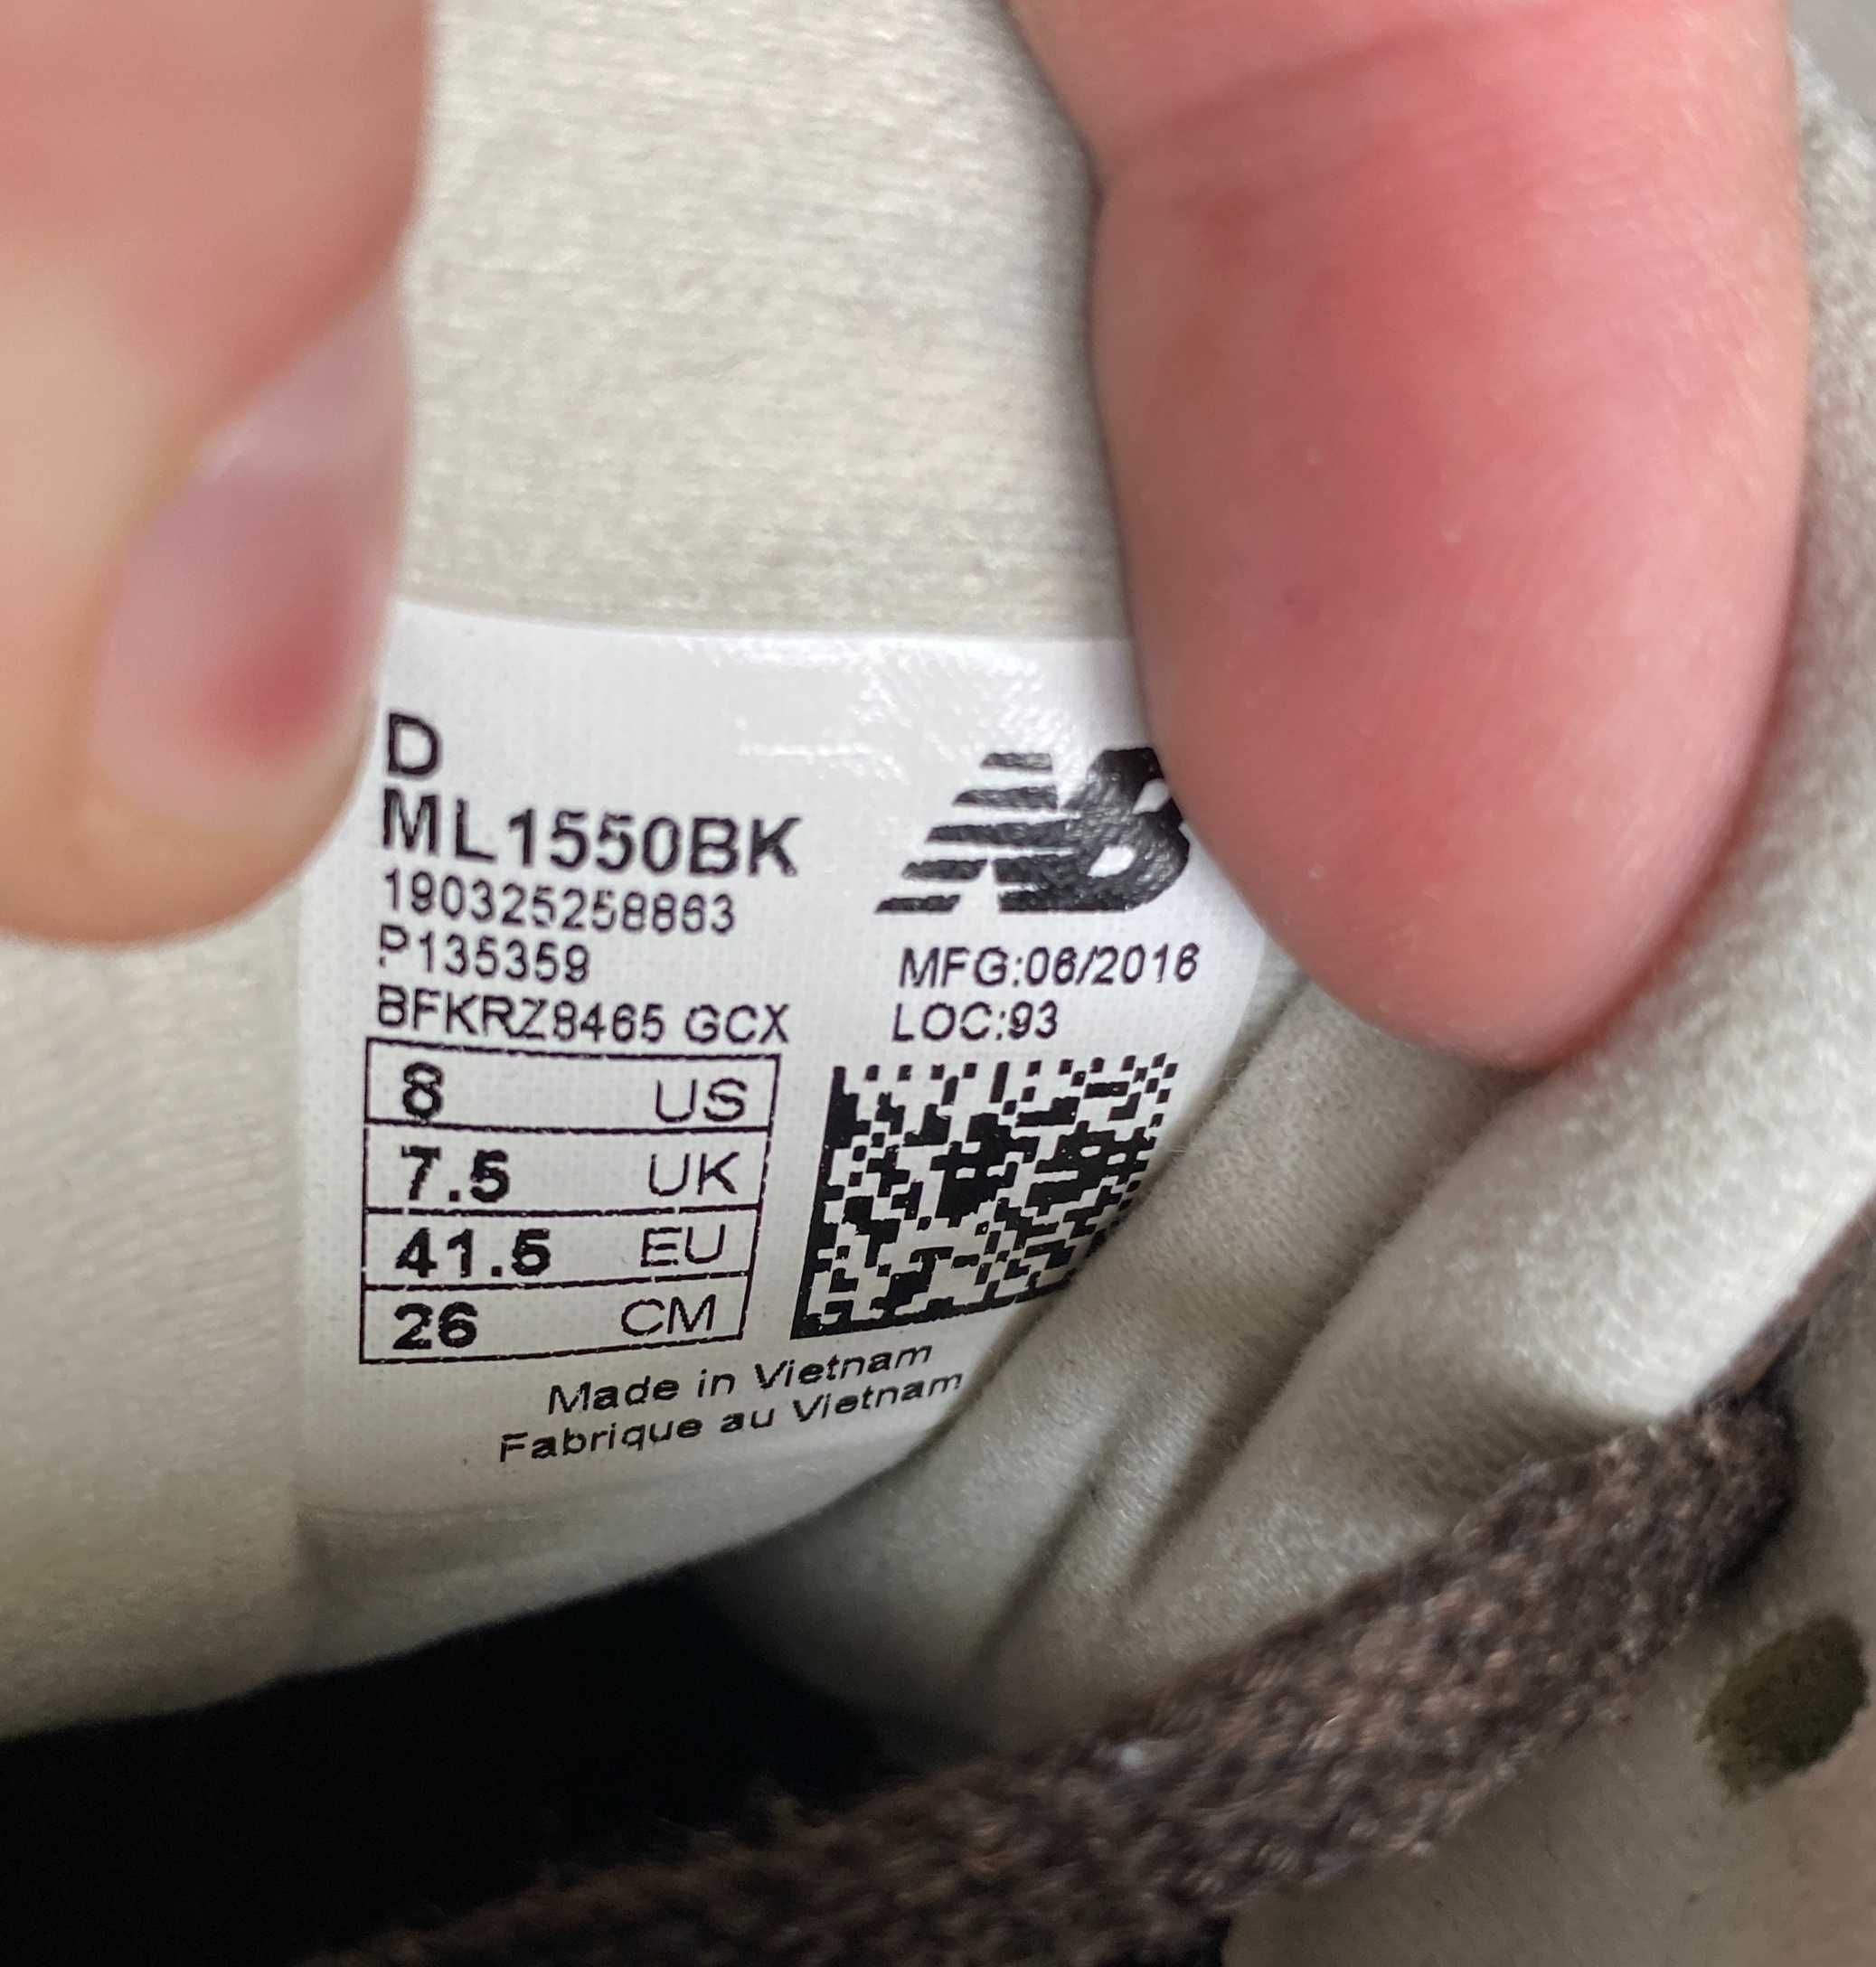 D
ML1550BK
190325258863
P135359
BFKRZ8465 GCX
8 US
7.5 UK
41.5 EU
26 CM
NB
MFG:06/2016
LOC:93
Made in Vietnam
Fabrique au Vietnam